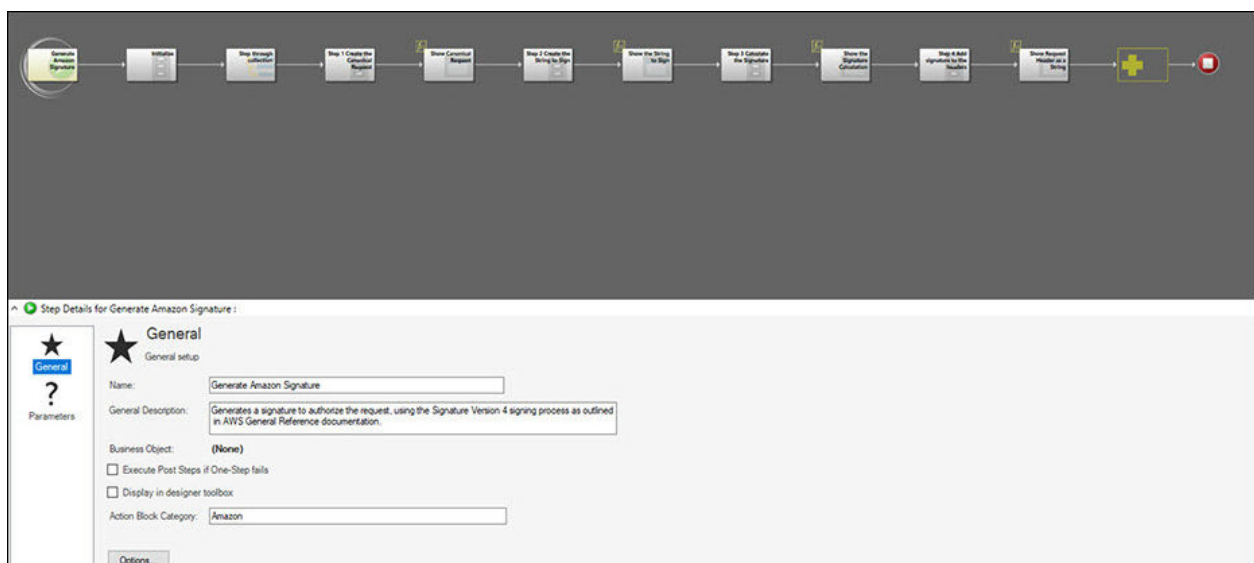 Generate
Amazon
Signature
Initialize
Step through
collection
Step 1 Create the
Canonical
Request
Show Canonical
Request
Step 2 Create the
String to Sign
Show the String
to Sign
Step 3 Calculate
the Signature
Show the
Signature
Calculation
Step 4 Add
signature to the
headers
Show Request
Header as a
String
Step Details for Generate Amazon Signature :
General
Parameters
General
General setup
Name:
Generate Amazon Signature
General Description:
Generates a signature to authorize the request, using the Signature Version 4 signing process as outlined
in AWS General Reference documentation.
Business Object:
(None)
Execute Post Steps if One-Step fails
Display in designer toolbox
Action Block Category:
Amazon
Options...